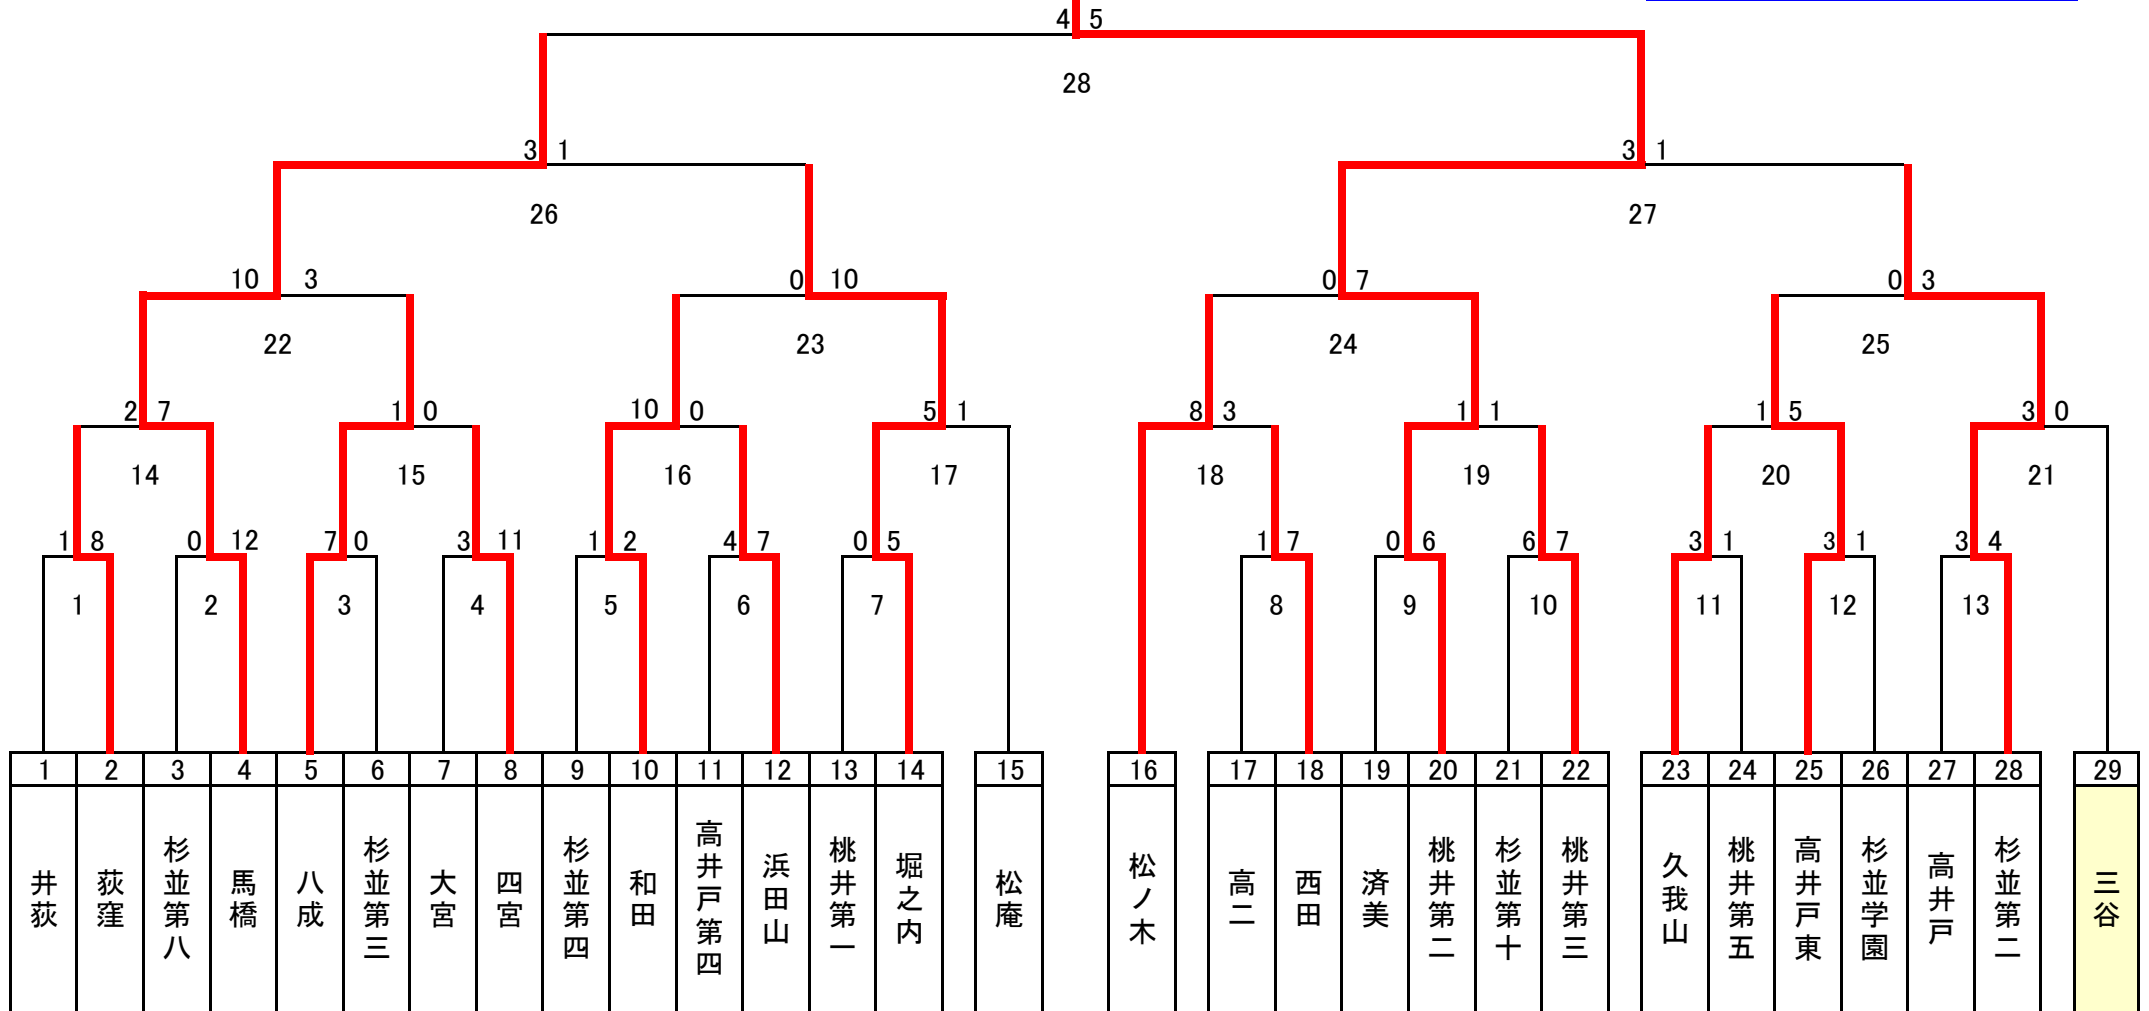 4 5
28
3 1 3 1
26 27
10 3 0 10 0 7 0 3
22 23 24 25
2 7 1 0 10 0 5 1 8 3 1 1 1 5 3 0
14 15 16 17 18 19 20 21
1 8 0 12 7 0 3 11 1 2 4 7 0 5 1 7 0 6 6 7 3 1 3 1 3 4
1 2 3 4 5 6 7 8 9 10 11 12 13
1 2 3 4 5 6 7 8 9 10 11 12 13 14 15 16 17 18 19 20 21 22 23 24 25 26 27 28 29
井荻
荻窪
杉並第八
馬橋
八成
杉並第三
大宮
四宮
杉並第四
和田
高井戸第四
浜田山
桃井第一
堀之内
松庵
松ノ木
高二
西田
済美
桃井第二
杉並第十
桃井第三
久我山
桃井第五
高井戸東
杉並学園
高井戸
杉並第二
三谷